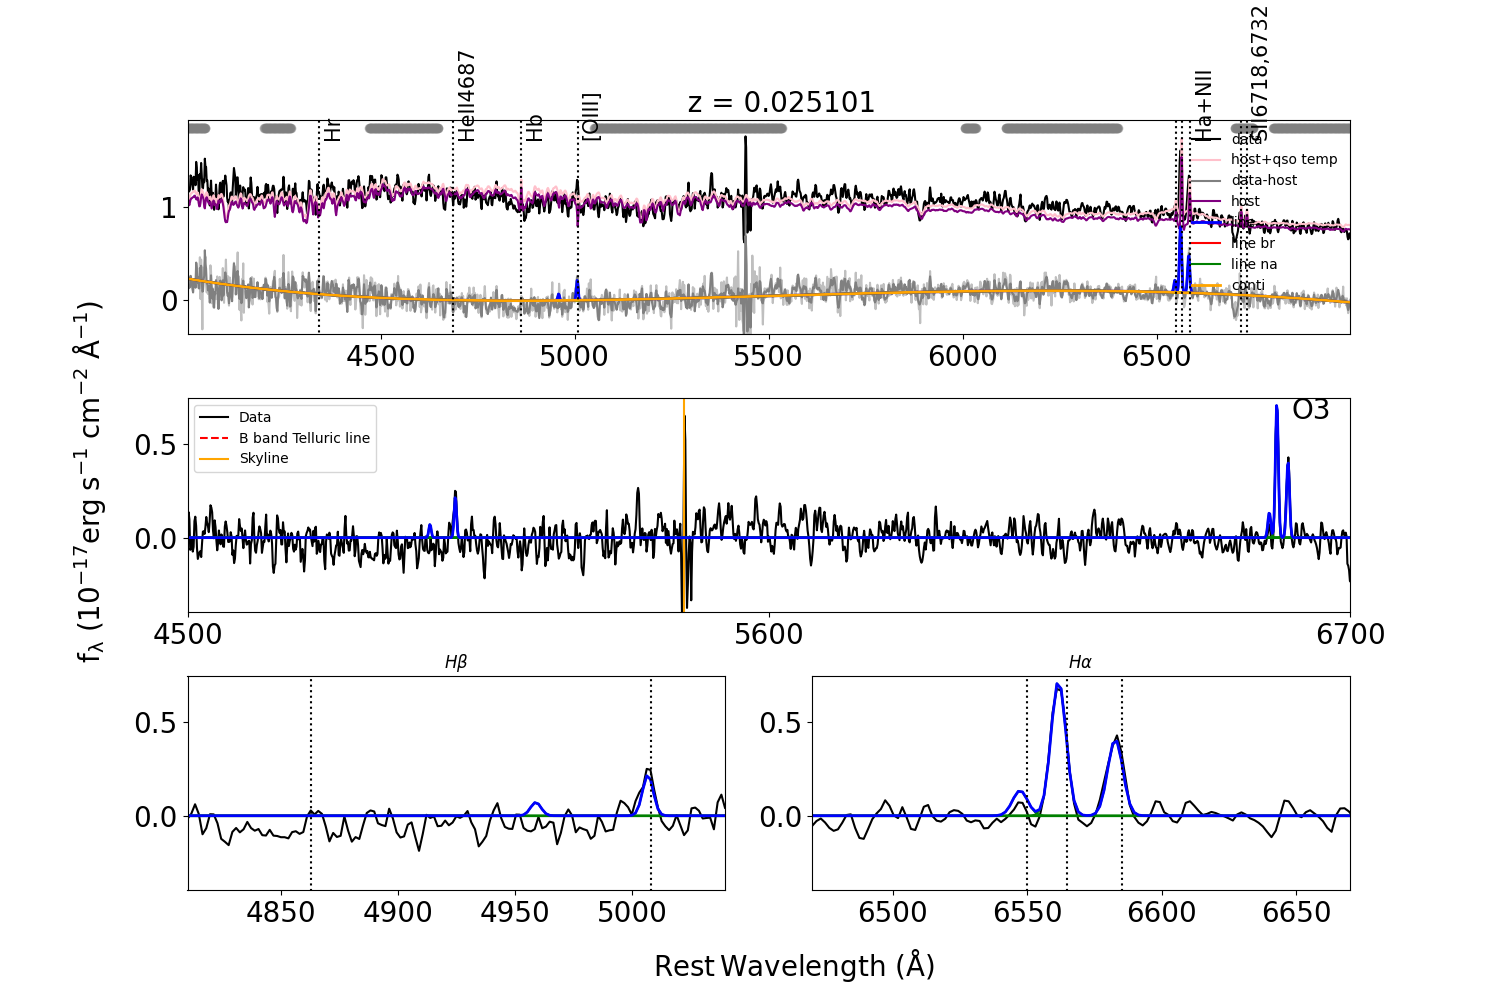 z = 0.025101
Hr
HeII4687
Hb
[OIII]
Ha+NII
SII6718,6732
data
host+qso temp
data-host
host
line br
line na
conti
1
0
4500 5000 5500 6000 6500
O3
Data
B band Telluric line
Skyline
0.5
0.0
4500 5600 6700
fλ (10⁻¹⁷erg s⁻¹ cm⁻² Å⁻¹)
Hβ
0.5
0.0
4850 4900 4950 5000
Hα
0.5
0.0
6500 6550 6600 6650
Rest Wavelength (Å)